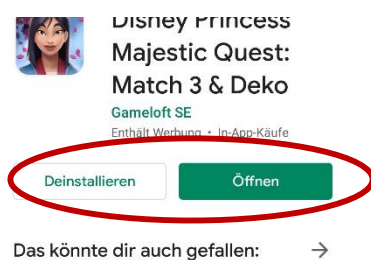 Disney Princess
Majestic Quest:
Match 3 & Deko
Gameloft SE
Enthält Werbung • In-App-Käufe
Deinstallieren
Öffnen
Das könnte dir auch gefallen: →